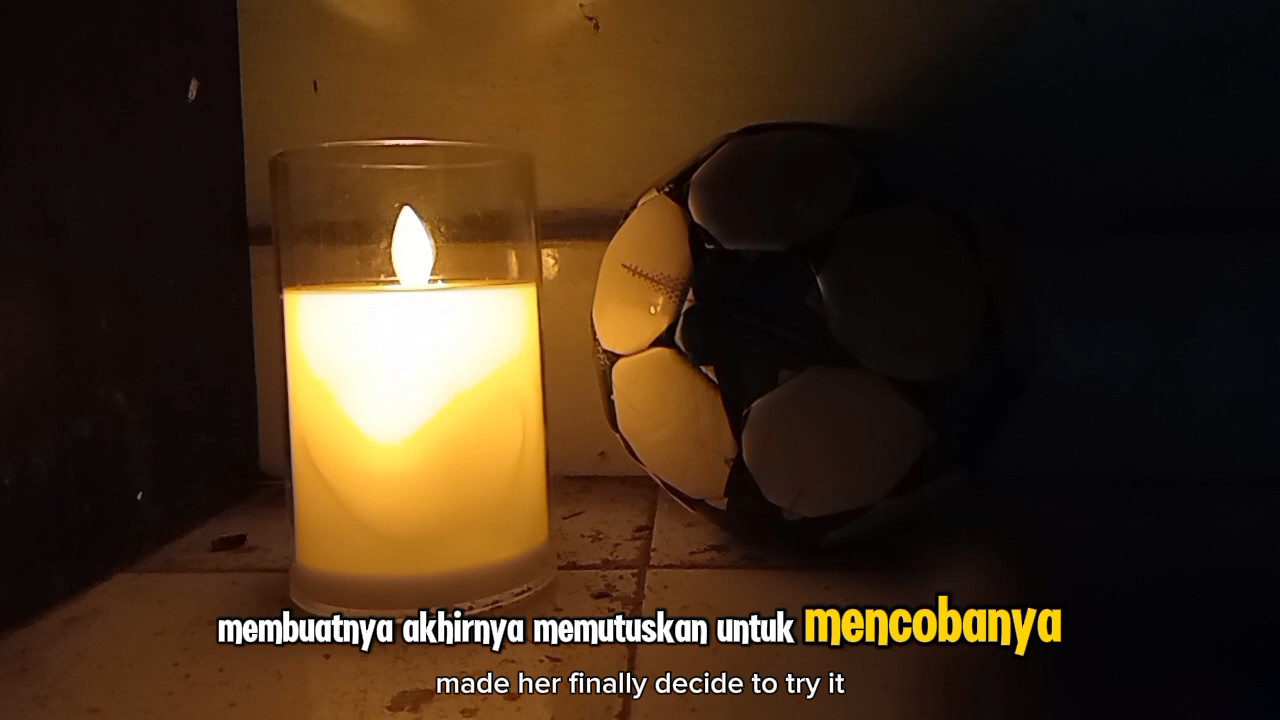 membuatnya akhirnya memutuskan untuk mencobanya
made her finally decide to try it